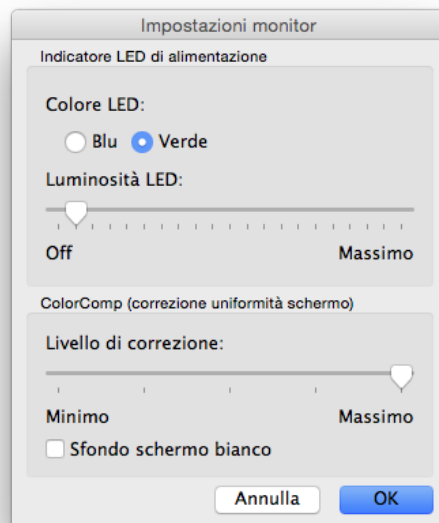 Impostazioni monitor
Indicatore LED di alimentazione
Colore LED:
Blu Verde
Luminosità LED:
Off Massimo
ColorComp (correzione uniformità schermo)
Livello di correzione:
Minimo Massimo
Sfondo schermo bianco
Annulla OK